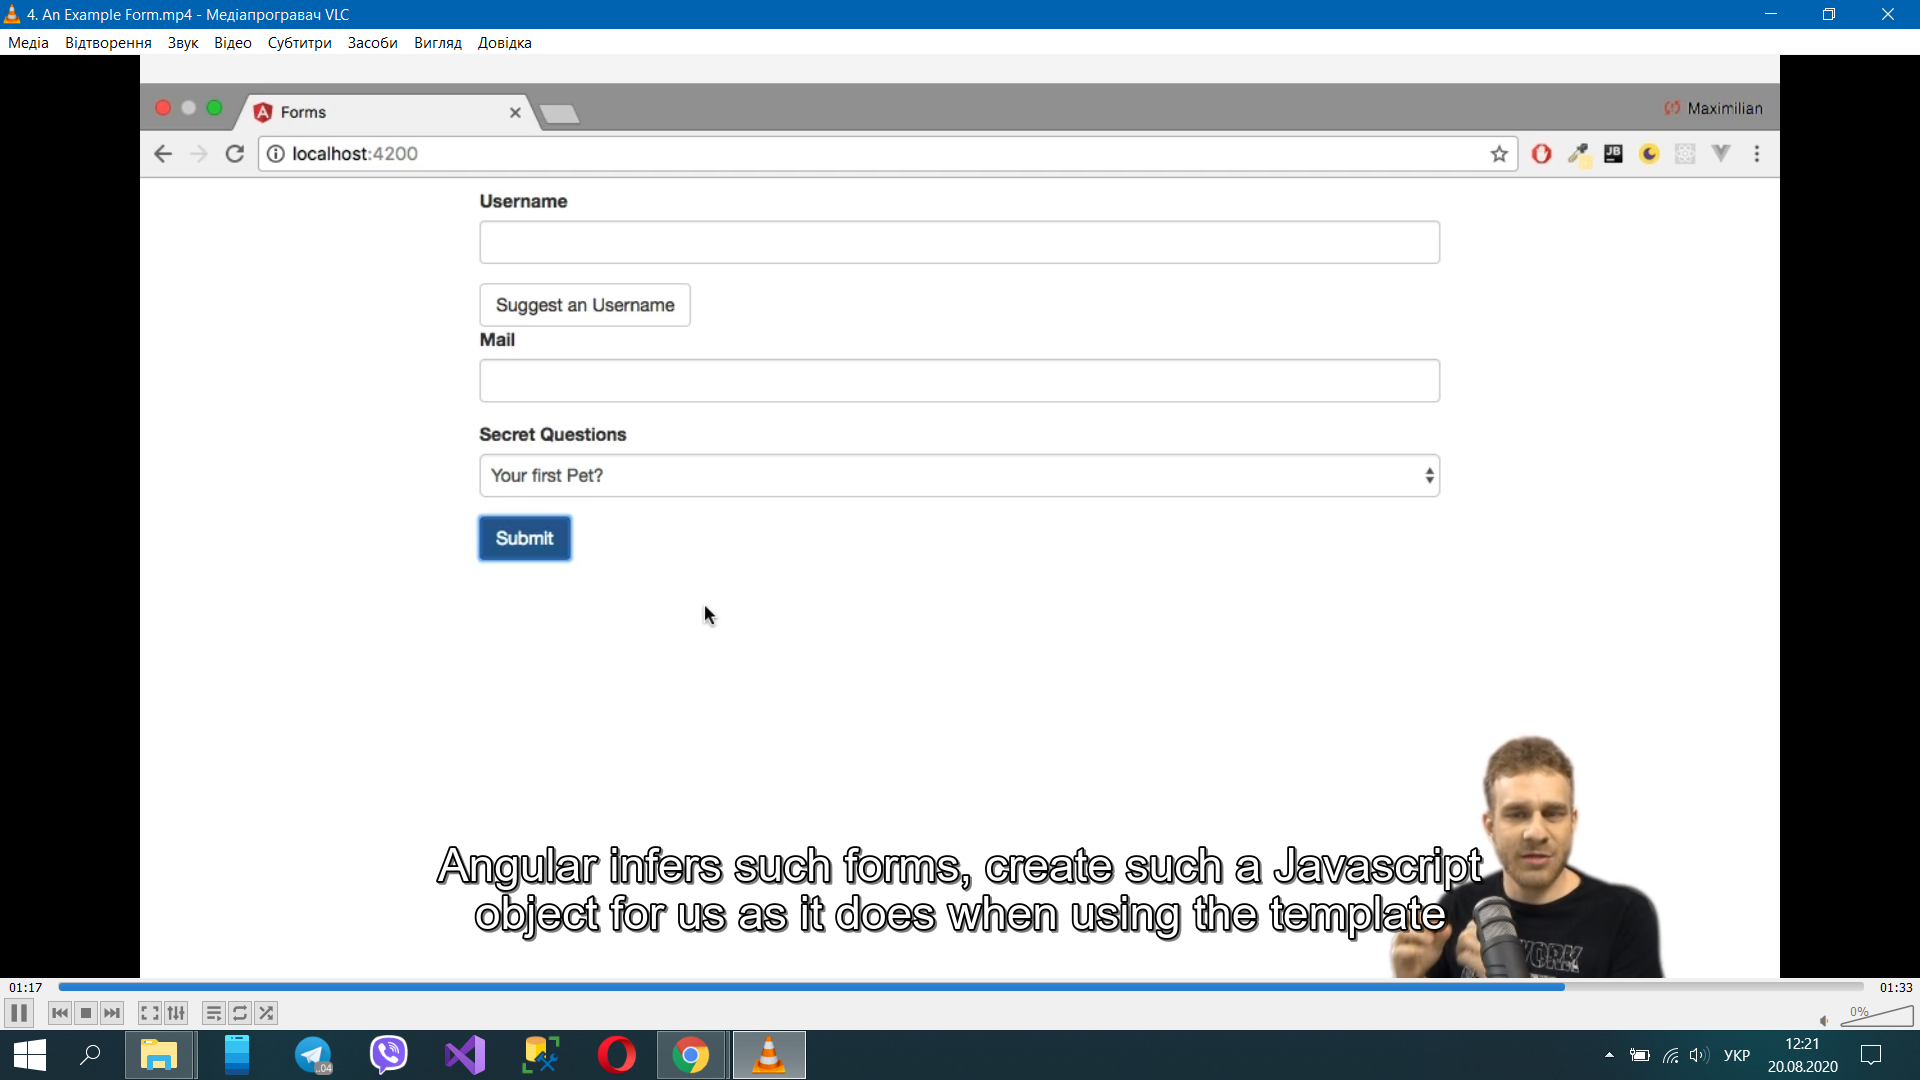 4. An Example Form.mp4 - Медіапрогравач VLC
Медіа Відтворення Звук Відео Субтитри Засоби Вигляд Довідка
Forms
Maximilian
localhost:4200
JB
Username
Suggest an Username
Mail
Secret Questions
Your first Pet?
Submit
Angular infers such forms, create such a Javascript
object for us as it does when using the template
WORK
01:17
01:33
0%
..04
УКР
12:21
20.08.2020